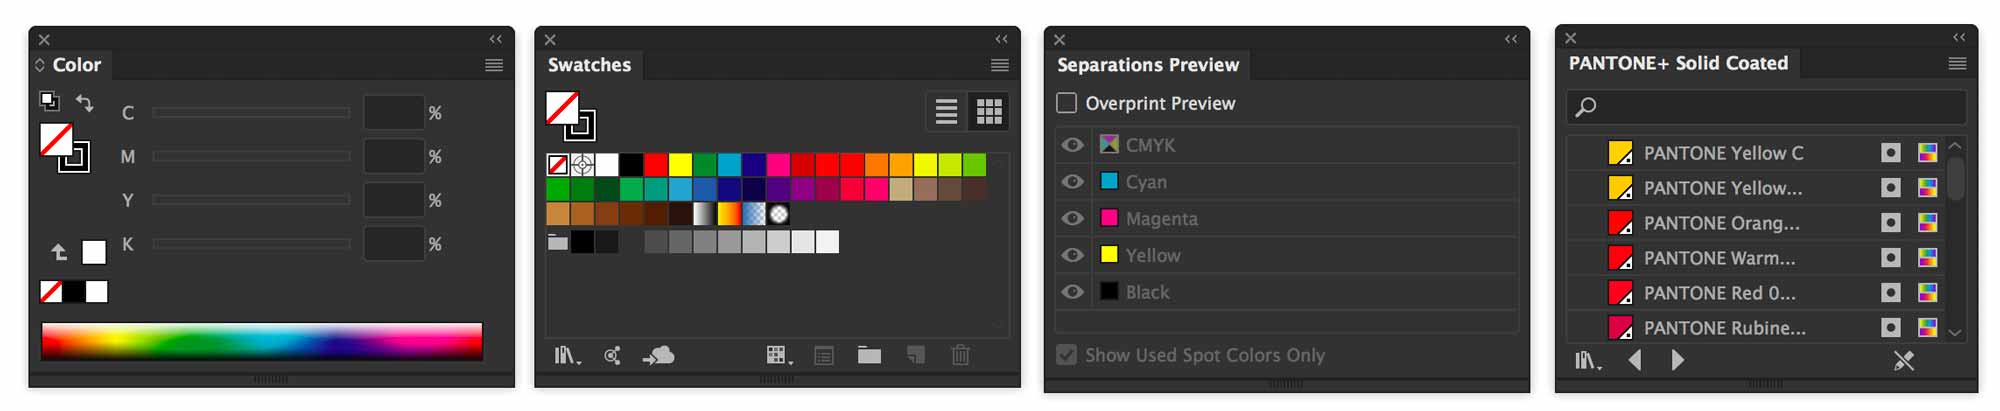 Color
C %
M %
Y %
K %
Swatches
Separations Preview
Overprint Preview
CMYK
Cyan
Magenta
Yellow
Black
Show Used Spot Colors Only
PANTONE+ Solid Coated
PANTONE Yellow C
PANTONE Yellow...
PANTONE Orang...
PANTONE Warm...
PANTONE Red 0...
PANTONE Rubine...